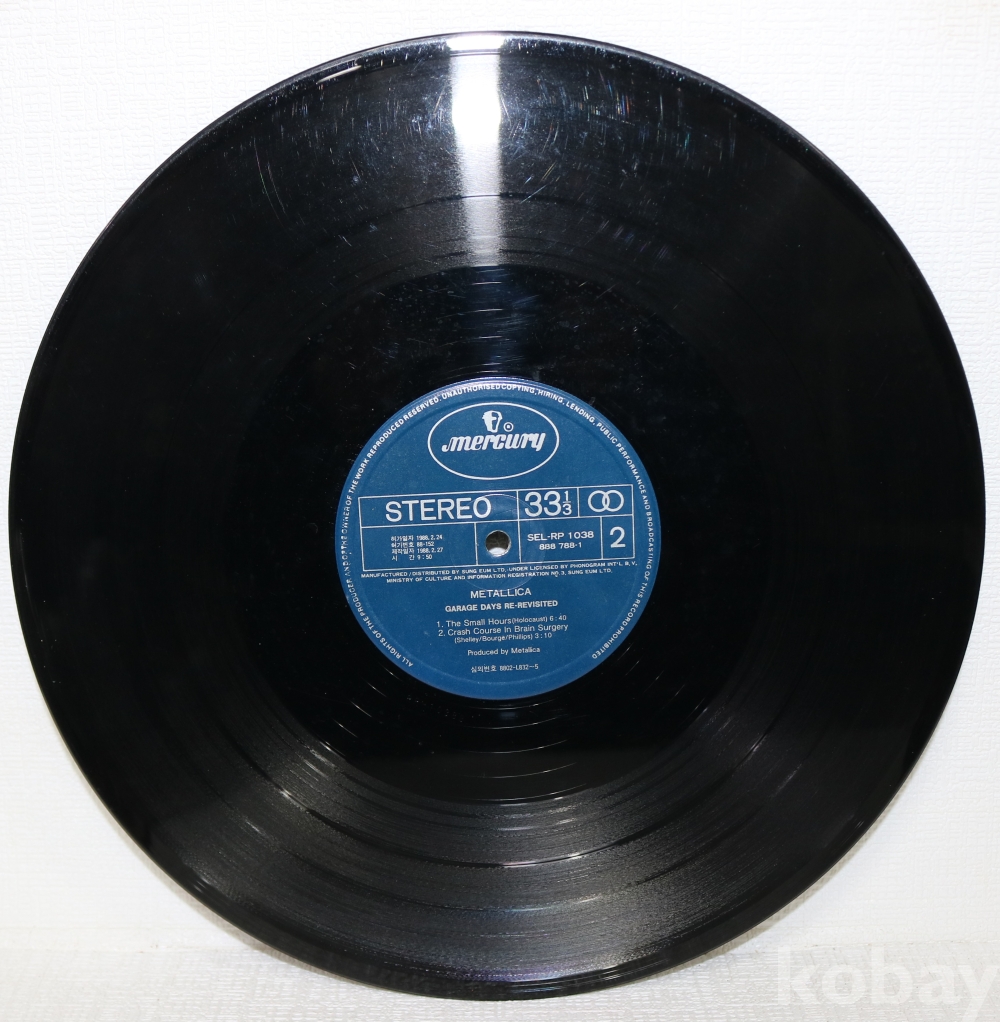 ALL RIGHTS OF THE PRODUCER AND OF THE OWNER OF THE WORK REPRODUCED RESERVED. UNAUTHORISED COPYING, HIRING, LENDING, PUBLIC PERFORMANCE AND BROADCASTING OF THIS RECORD PROHIBITED
mercury
STEREO 33 1/3
허가일자 1988.2.24.
허가번호 88-152
제작일자 1988.2.27
시 간 9:50
SEL-RP 1038
888 788-1
2
MANUFACTURED/DISTRIBUTED BY SUNG EUM LTD., UNDER LICENSED BY PHONOGRAM INT'L, B.V.,
MINISTRY OF CULTURE AND INFORMATION REGISTRATION NO.3, SUNG EUM LTD.
METALLICA
GARAGE DAYS RE-REVISITED
1. The Small Hours(Holocaust) 6:40
2. Crash Course In Brain Surgery
(Shelley/Bourge/Phillips) 3:10
Produced by Metallica
심의번호 8802-L832-5
kobay